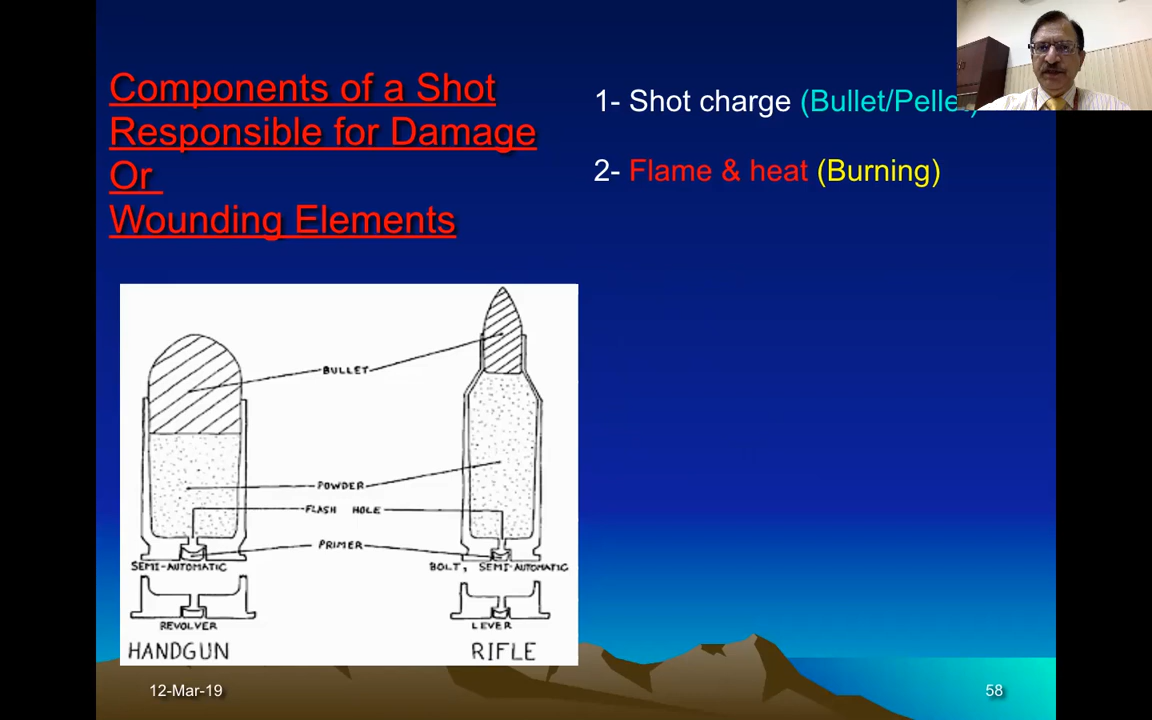 Components of a Shot
Responsible for Damage
Or
Wounding Elements
1- Shot charge (Bullet/Pelle
2- Flame & heat (Burning)
BULLET
POWDER
FLASH HOLE
PRIMER
SEMI-AUTOMATIC
BOLT, SEMI-AUTOMATIC
REVOLVER
LEVER
HANDGUN
RIFLE
12-Mar-19
58